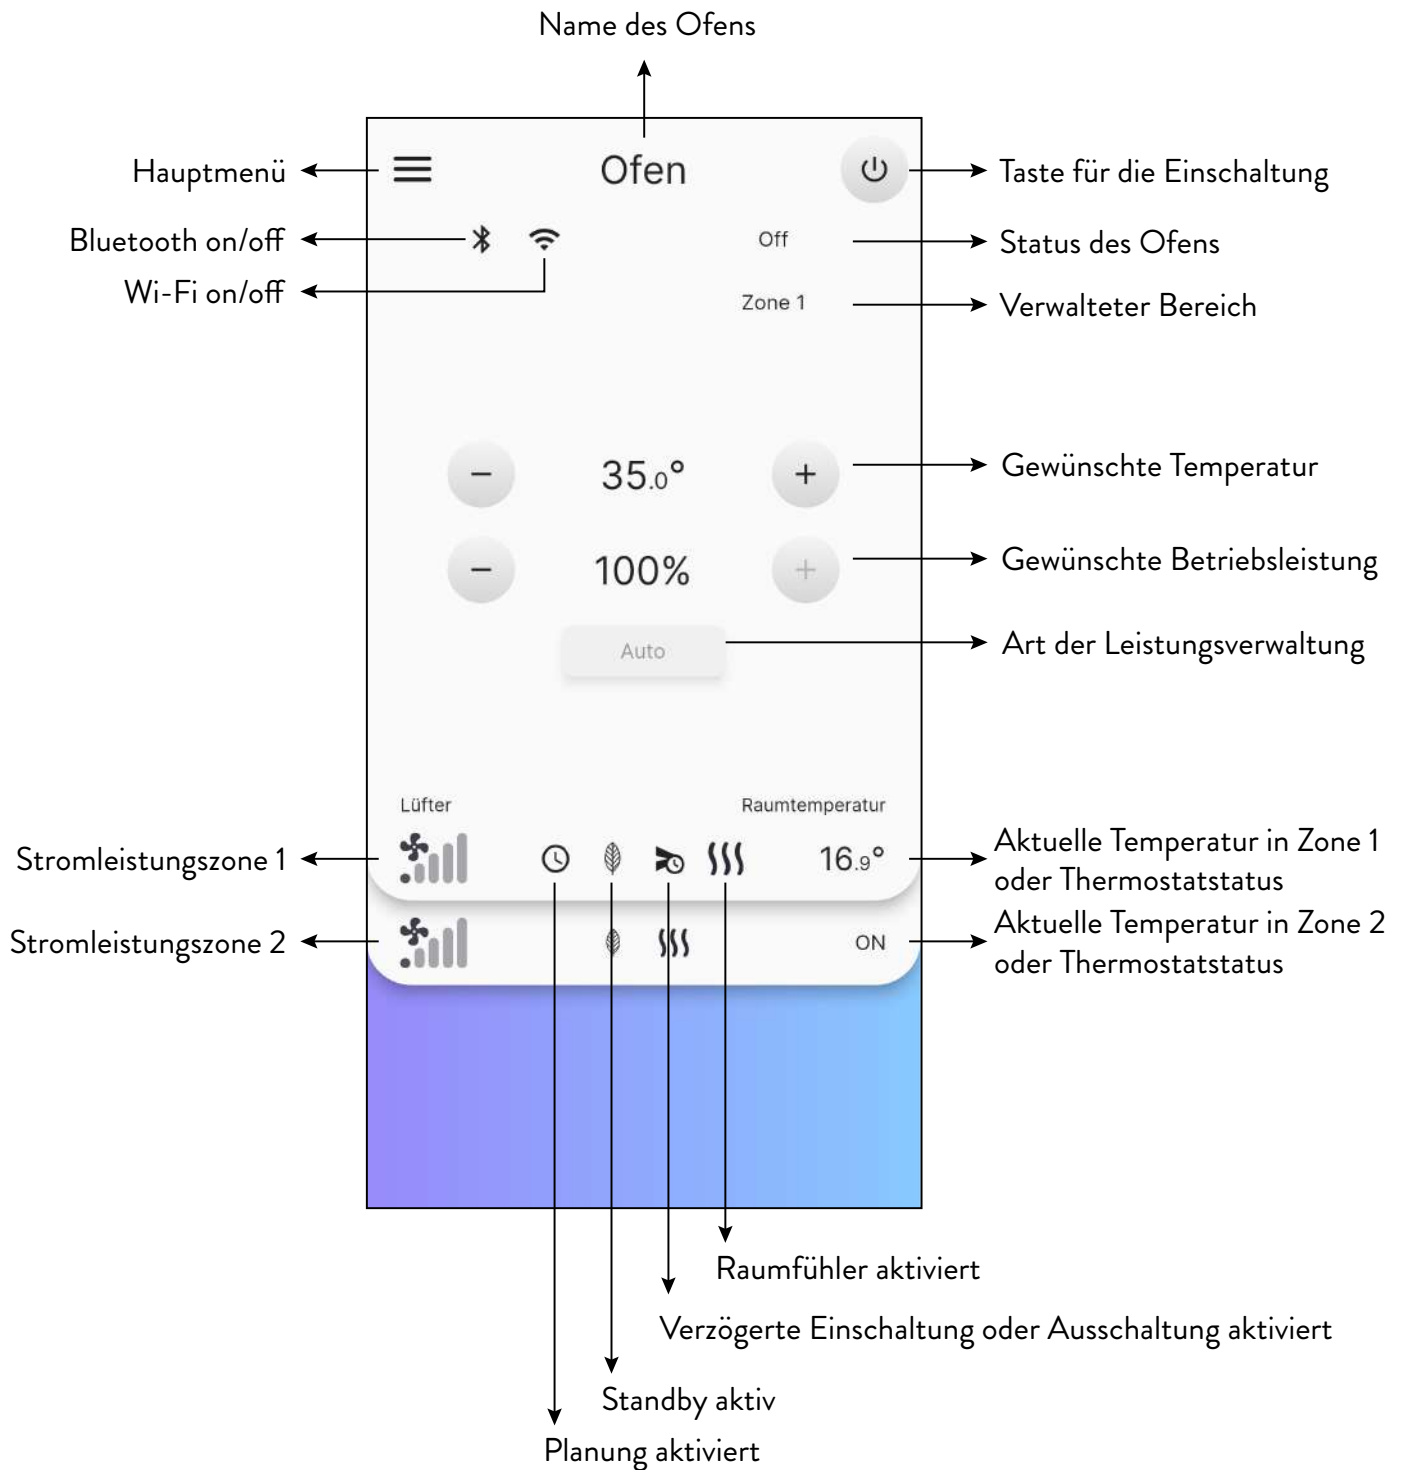 Name des Ofens
Hauptmenü
Ofen
Taste für die Einschaltung
Bluetooth on/off
Off
Status des Ofens
Wi-Fi on/off
Zone 1
Verwalteter Bereich
−
35.0°
+
Gewünschte Temperatur
−
100%
+
Gewünschte Betriebsleistung
Auto
Art der Leistungsverwaltung
Lüfter
Raumtemperatur
Stromleistungszone 1
16.9°
Aktuelle Temperatur in Zone 1
oder Thermostatstatus
Stromleistungszone 2
ON
Aktuelle Temperatur in Zone 2
oder Thermostatstatus
Raumfühler aktiviert
Verzögerte Einschaltung oder Ausschaltung aktiviert
Standby aktiv
Planung aktiviert